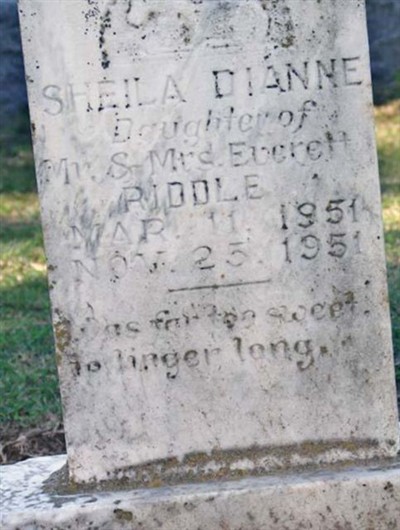 SHEILA DIANNE
Daughter of
Mr. & Mrs. Everett
RIDDLE
MAR. 11. 1951
NOV. 25. 1951
Was far too sweet.
To linger long.